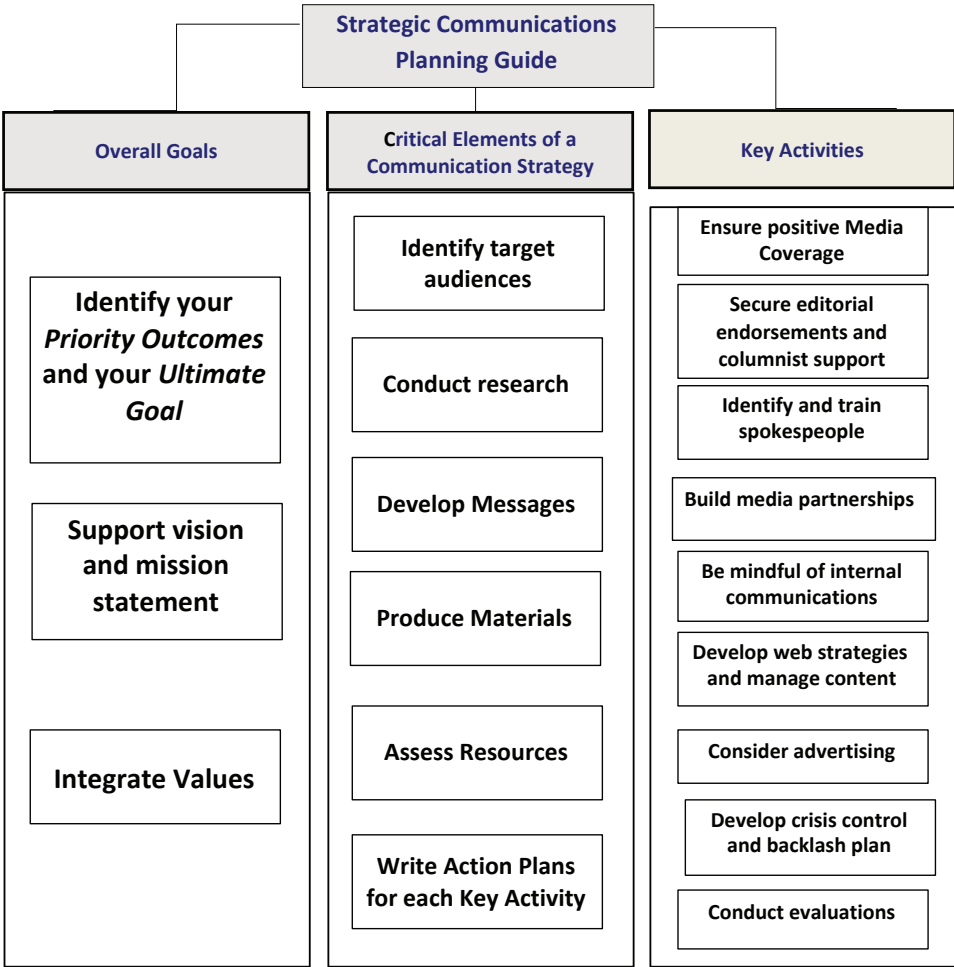 Strategic Communications
Planning Guide
Overall Goals
Identify your
Priority Outcomes
and your Ultimate
Goal
Support vision
and mission
statement
Integrate Values
Critical Elements of a
Communication Strategy
Identify target
audiences
Conduct research
Develop Messages
Produce Materials
Assess Resources
Write Action Plans
for each Key Activity
Key Activities
Ensure positive Media
Coverage
Secure editorial
endorsements and
columnist support
Identify and train
spokespeople
Build media partnerships
Be mindful of internal
communications
Develop web strategies
and manage content
Consider advertising
Develop crisis control
and backlash plan
Conduct evaluations